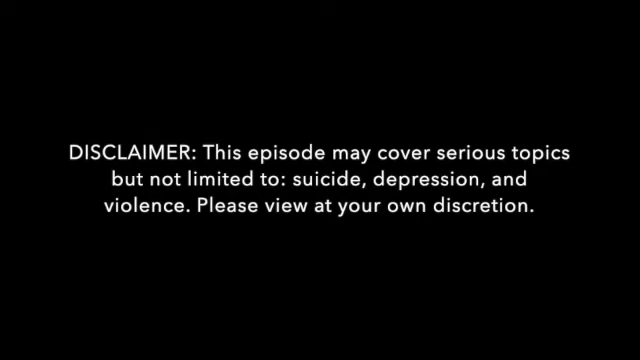 DISCLAIMER: This episode may cover serious topics
but not limited to: suicide, depression, and
violence. Please view at your own discretion.